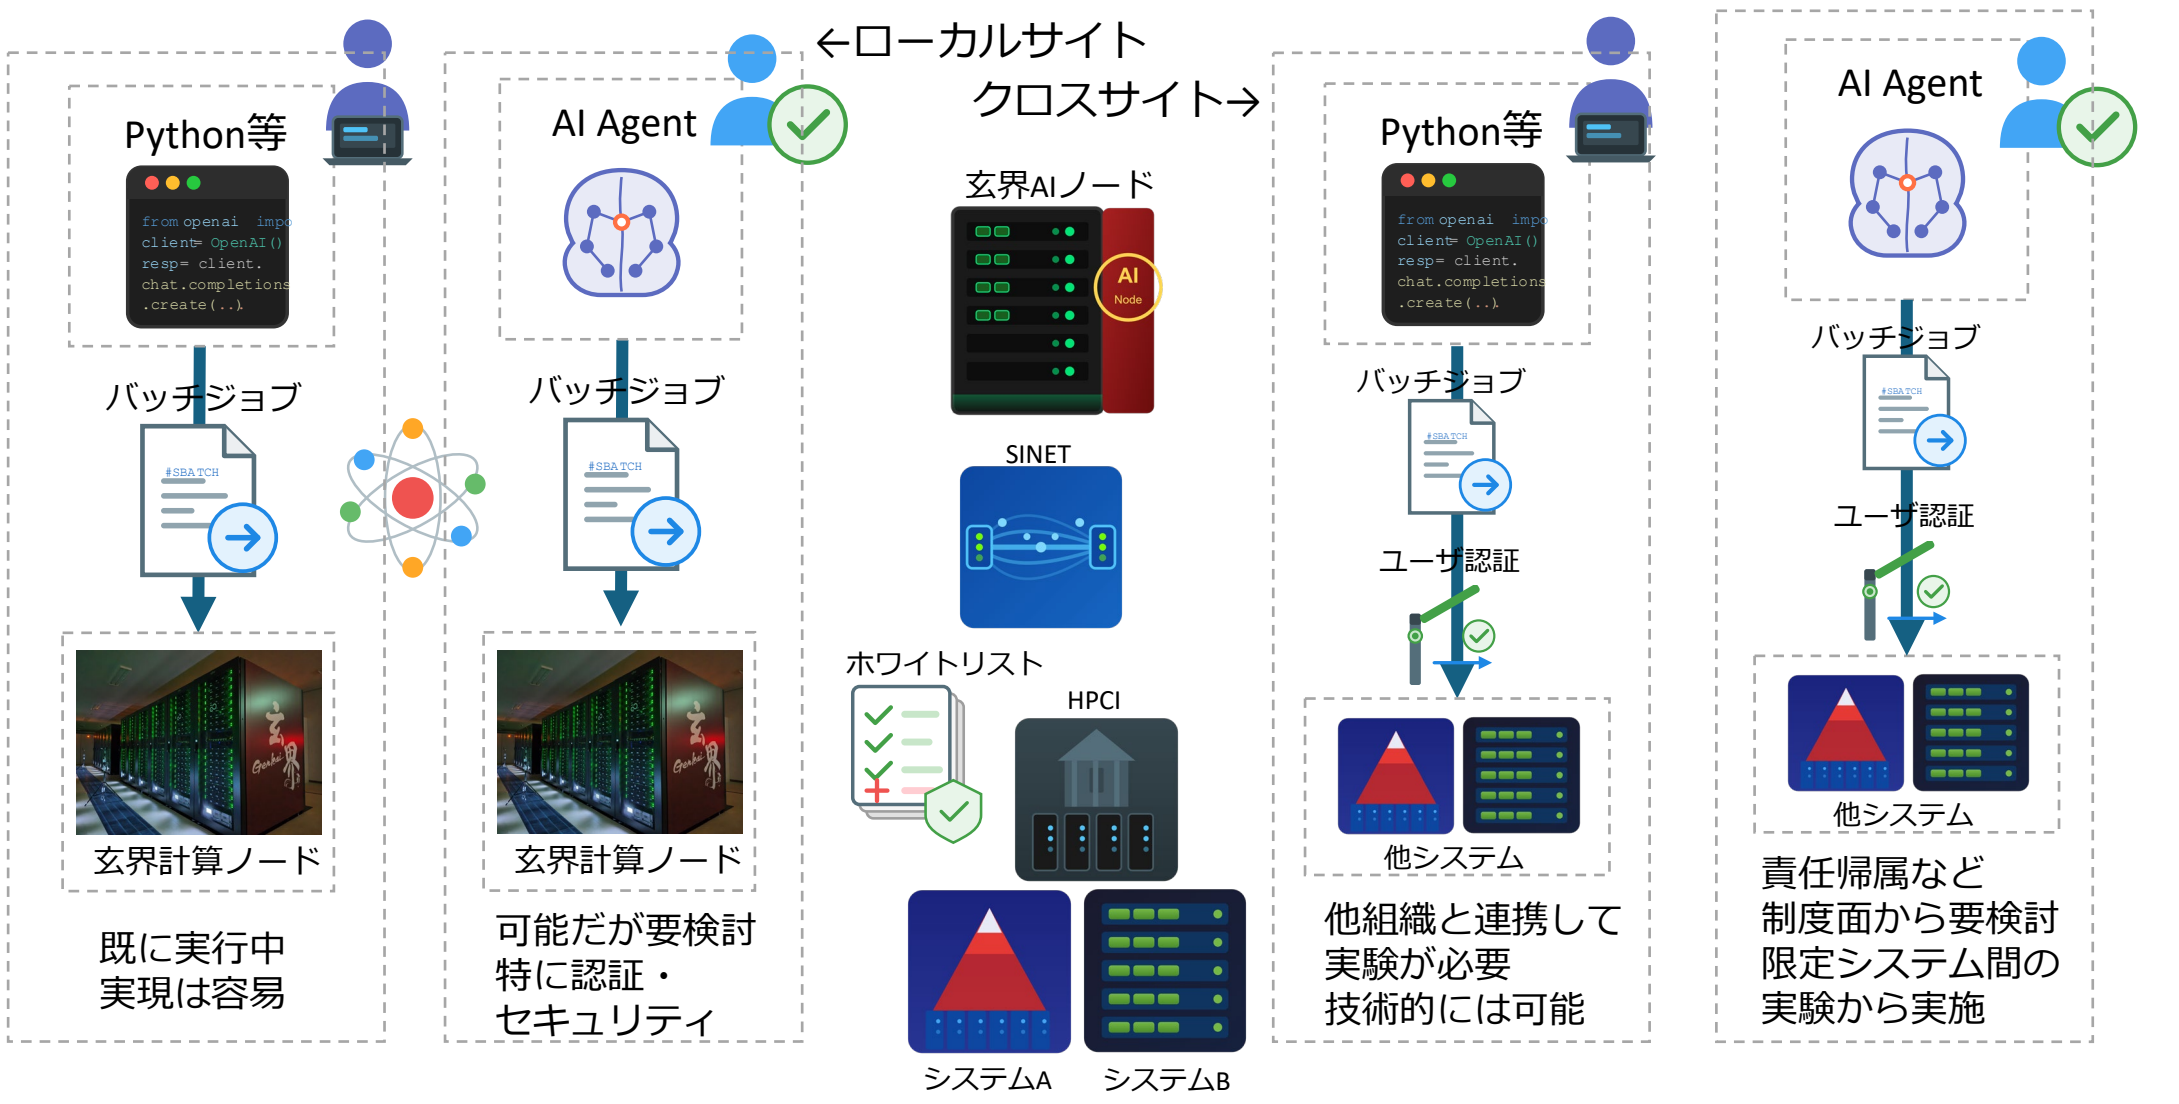 ←ローカルサイト
クロスサイト→
Python等
from openai impo
client= OpenAI()
resp= client.
chat.completions
.create(..).
バッチジョブ
#SBATCH
玄界
Genkai
玄界計算ノード
既に実行中
実現は容易
AI Agent
バッチジョブ
#SBATCH
玄界
Genkai
玄界計算ノード
可能だが要検討
特に認証・
セキュリティ
玄界AIノード
AI
Node
SINET
ホワイトリスト
HPCI
システムA
システムB
Python等
from openai impo
client= OpenAI()
resp= client.
chat.completions
.create(..).
バッチジョブ
#SBATCH
ユーザ認証
他システム
他組織と連携して
実験が必要
技術的には可能
AI Agent
バッチジョブ
#SBATCH
ユーザ認証
他システム
責任帰属など
制度面から要検討
限定システム間の
実験から実施